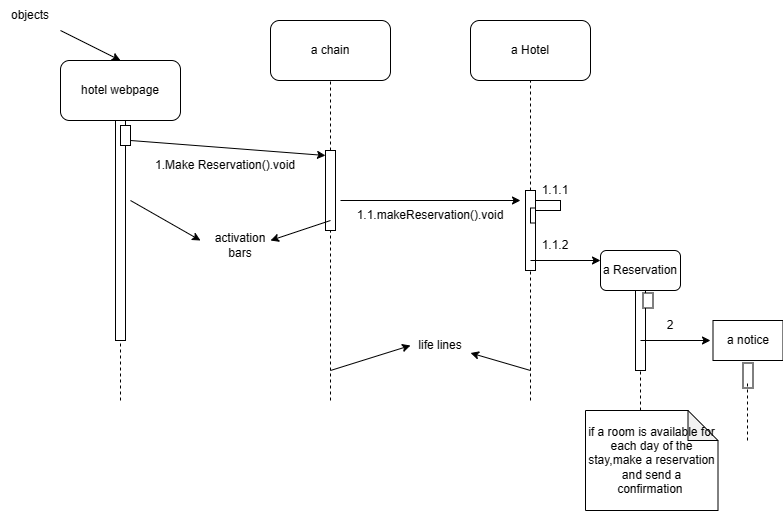 objects
hotel webpage
a chain
a Hotel
1.Make Reservation().void
1.1.makeReservation().void
1.1.1
activation
bars
1.1.2
a Reservation
2
a notice
life lines
if a room is available for
each day of the
stay,make a reservation
and send a
confirmation